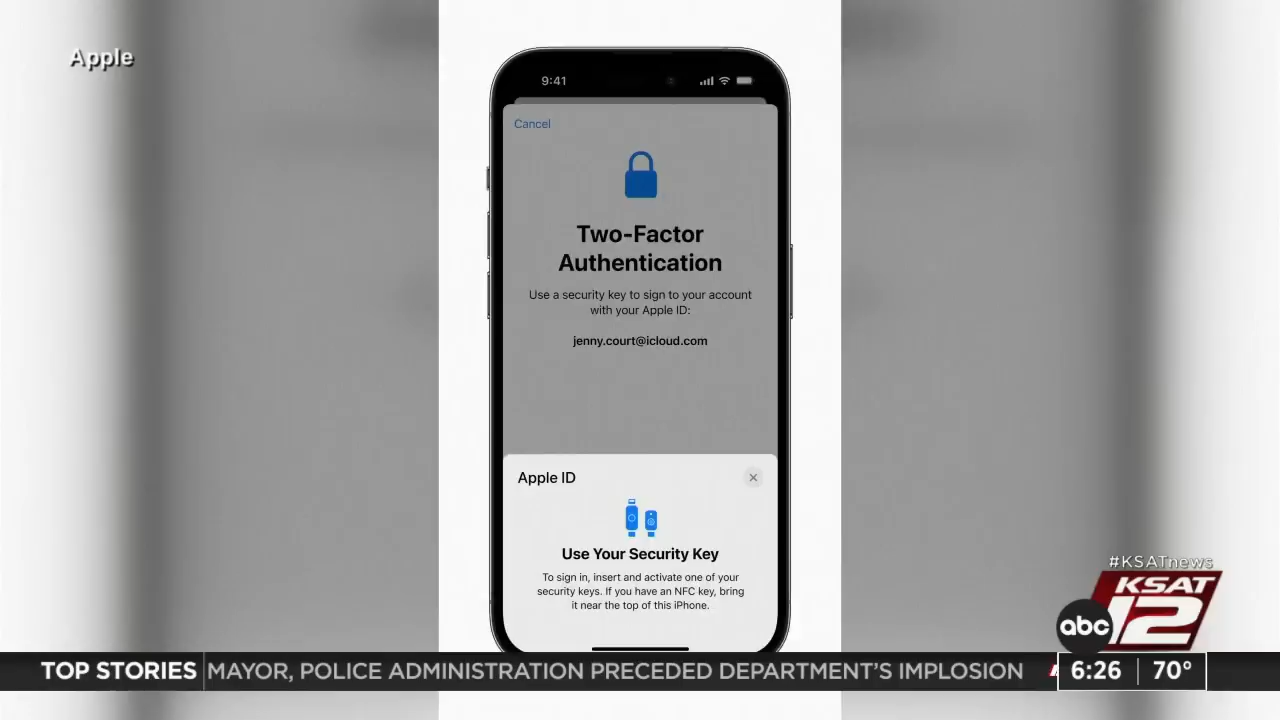 Apple
9:41
Cancel
Two-Factor
Authentication
Use a security key to sign to your account
with your Apple ID:
jenny.court@icloud.com
Apple ID
Use Your Security Key
To sign in, insert and activate one of your
security keys. If you have an NFC key, bring
it near the top of this iPhone.
#KSATnews
KSAT
abc 12
TOP STORIES MAYOR, POLICE ADMINISTRATION PRECEDED DEPARTMENT'S IMPLOSION 6:26 70°